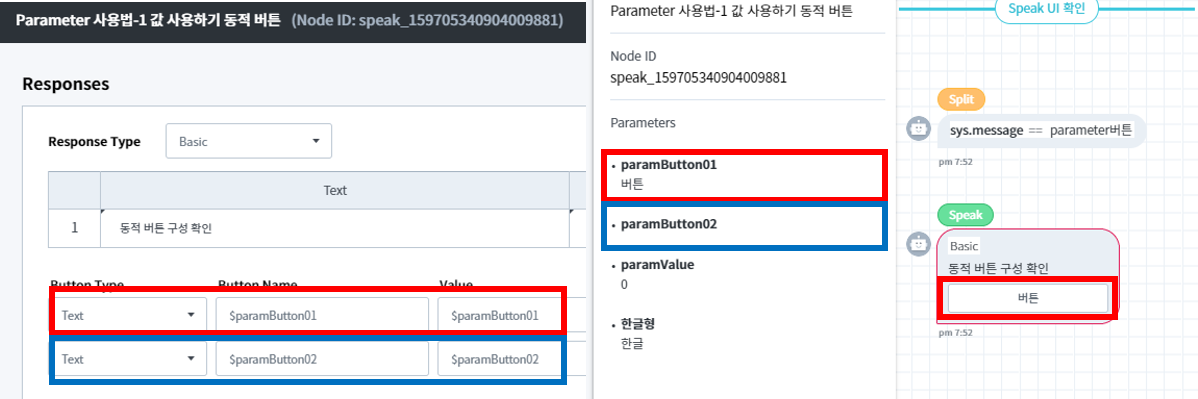 Parameter 사용법-1 값 사용하기 동적 버튼 (Node ID: speak_159705340904009881)
Responses
Response Type
Basic
Text
1
동적 버튼 구성 확인
Button Type
Button Name
Value
Text
$paramButton01
$paramButton01
Text
$paramButton02
$paramButton02
Parameter 사용법-1 값 사용하기 동적 버튼
Node ID
speak_159705340904009881
Parameters
• paramButton01
버튼
• paramButton02
• paramValue
0
• 한글형
한글
Speak UI 확인
Split
sys.message == parameter버튼
pm 7:52
Speak
Basic
동적 버튼 구성 확인
버튼
pm 7:52